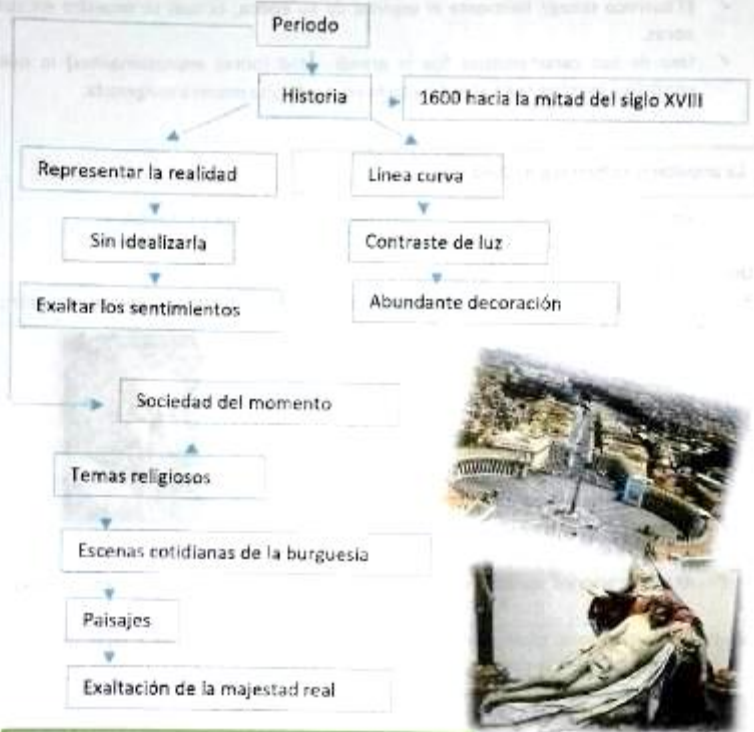 Periodo
Historia
1600 hacia la mitad del siglo XVIII
Representar la realidad
Línea curva
Sin idealizarla
Contraste de luz
Exaltar los sentimientos
Abundante decoración
Sociedad del momento
Temas religiosos
Escenas cotidianas de la burguesía
Paisajes
Exaltación de la majestad real